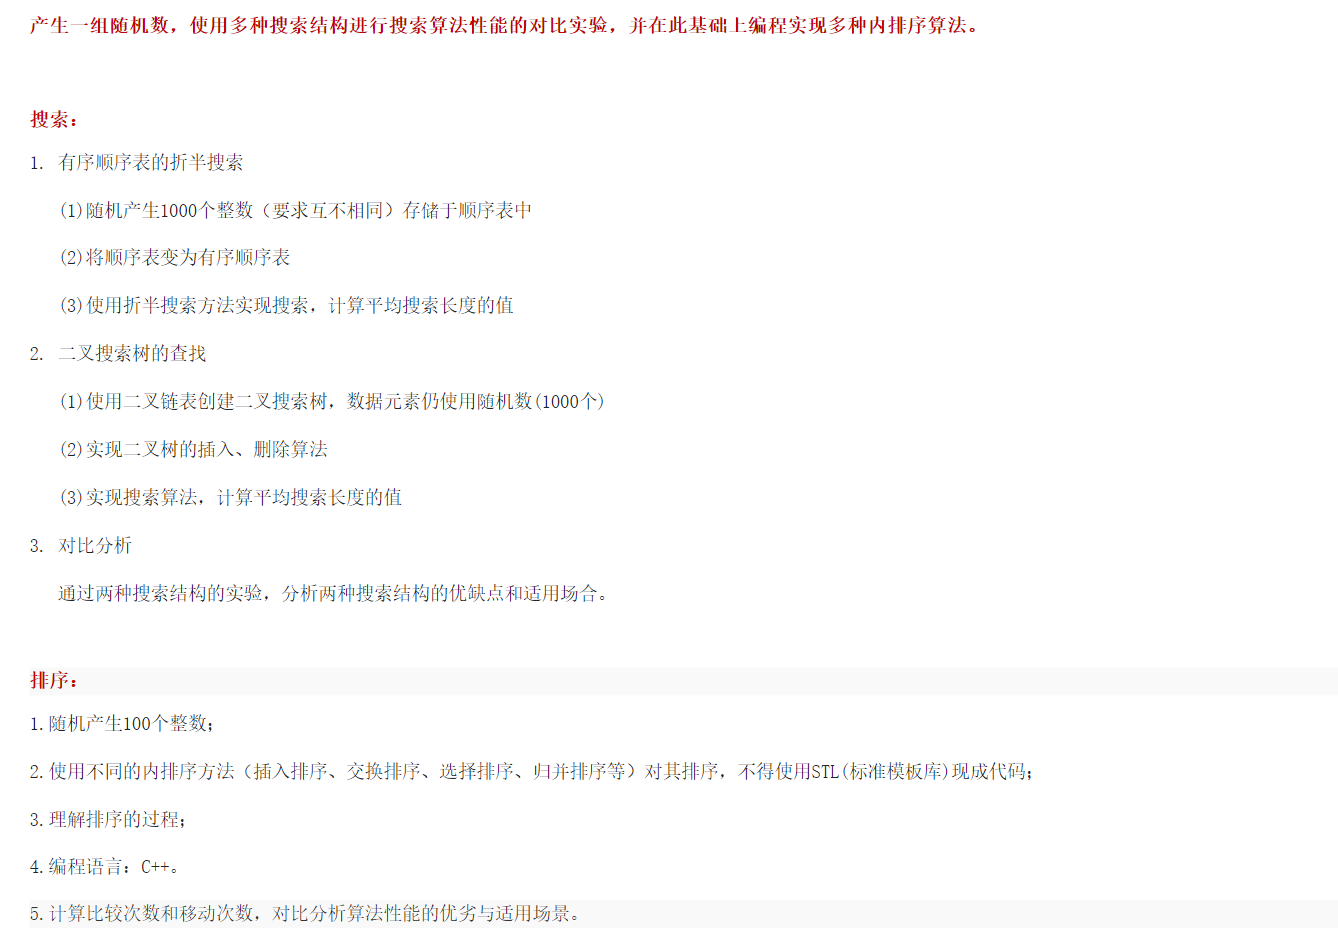 产生一组随机数，使用多种搜索结构进行搜索算法性能的对比实验，并在此基础上编程实现多种内排序算法。
搜索：
1. 有序顺序表的折半搜索
(1)随机产生1000个整数（要求互不相同）存储于顺序表中
(2)将顺序表变为有序顺序表
(3)使用折半搜索方法实现搜索，计算平均搜索长度的值
2. 二叉搜索树的查找
(1)使用二叉链表创建二叉搜索树，数据元素仍使用随机数(1000个)
(2)实现二叉树的插入、删除算法
(3)实现搜索算法，计算平均搜索长度的值
3. 对比分析
通过两种搜索结构的实验，分析两种搜索结构的优缺点和适用场合。
排序：
1.随机产生100个整数；
2.使用不同的内排序方法（插入排序、交换排序、选择排序、归并排序等）对其排序，不得使用STL(标准模板库)现成代码；
3.理解排序的过程；
4.编程语言：C++。
5.计算比较次数和移动次数，对比分析算法性能的优劣与适用场景。